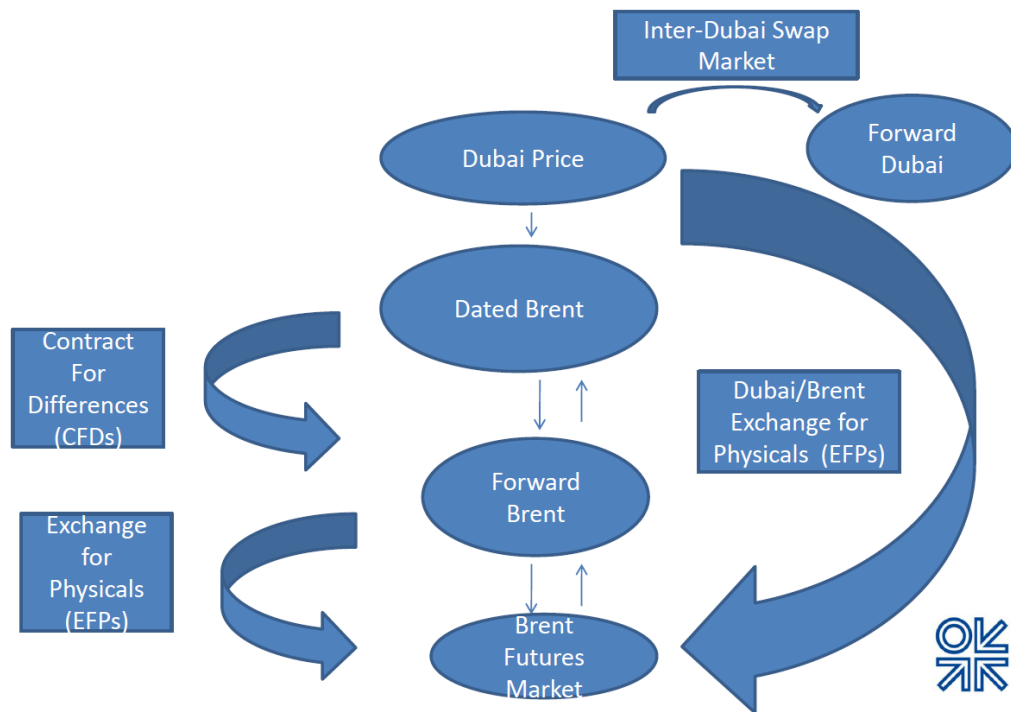 Inter-Dubai Swap
Market
Forward
Dubai
Dubai Price
Dated Brent
Contract
For
Differences
(CFDs)
Dubai/Brent
Exchange for
Physicals (EFPs)
Forward
Brent
Exchange
for
Physicals
(EFPs)
Brent
Futures
Market